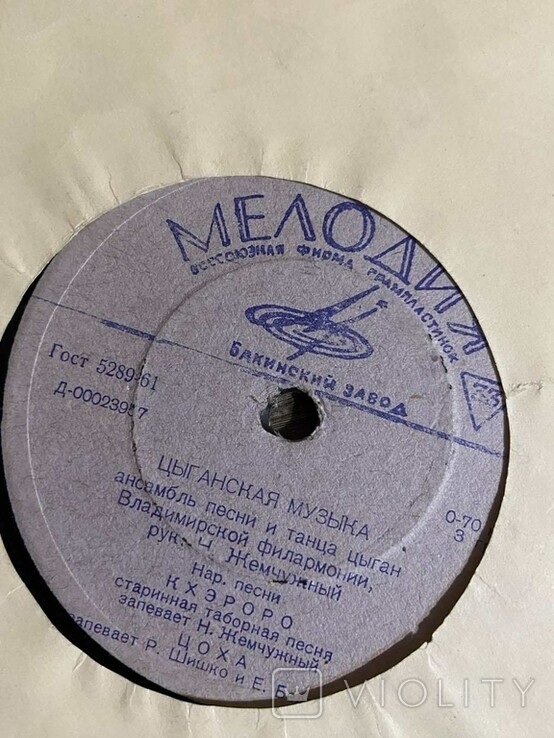 МЕЛОДИЯ
ВСЕСОЮЗНАЯ ФИРМА ГРАМПЛАСТИНОК
БАКИНСКИЙ ЗАВОД
Гост 5289-61
0-70
3
ЦЫГАНСКАЯ МУЗЫКА
ансамбль песни и танца цыган
Владимирской филармонии,
рук. Н. Жемчужный
Нар. песни
КХЭРОРО
старинная таборная песня
запевает Н. Жемчужный
ЦОХА
запевает Р. Шишко и Е.
VIOLITY